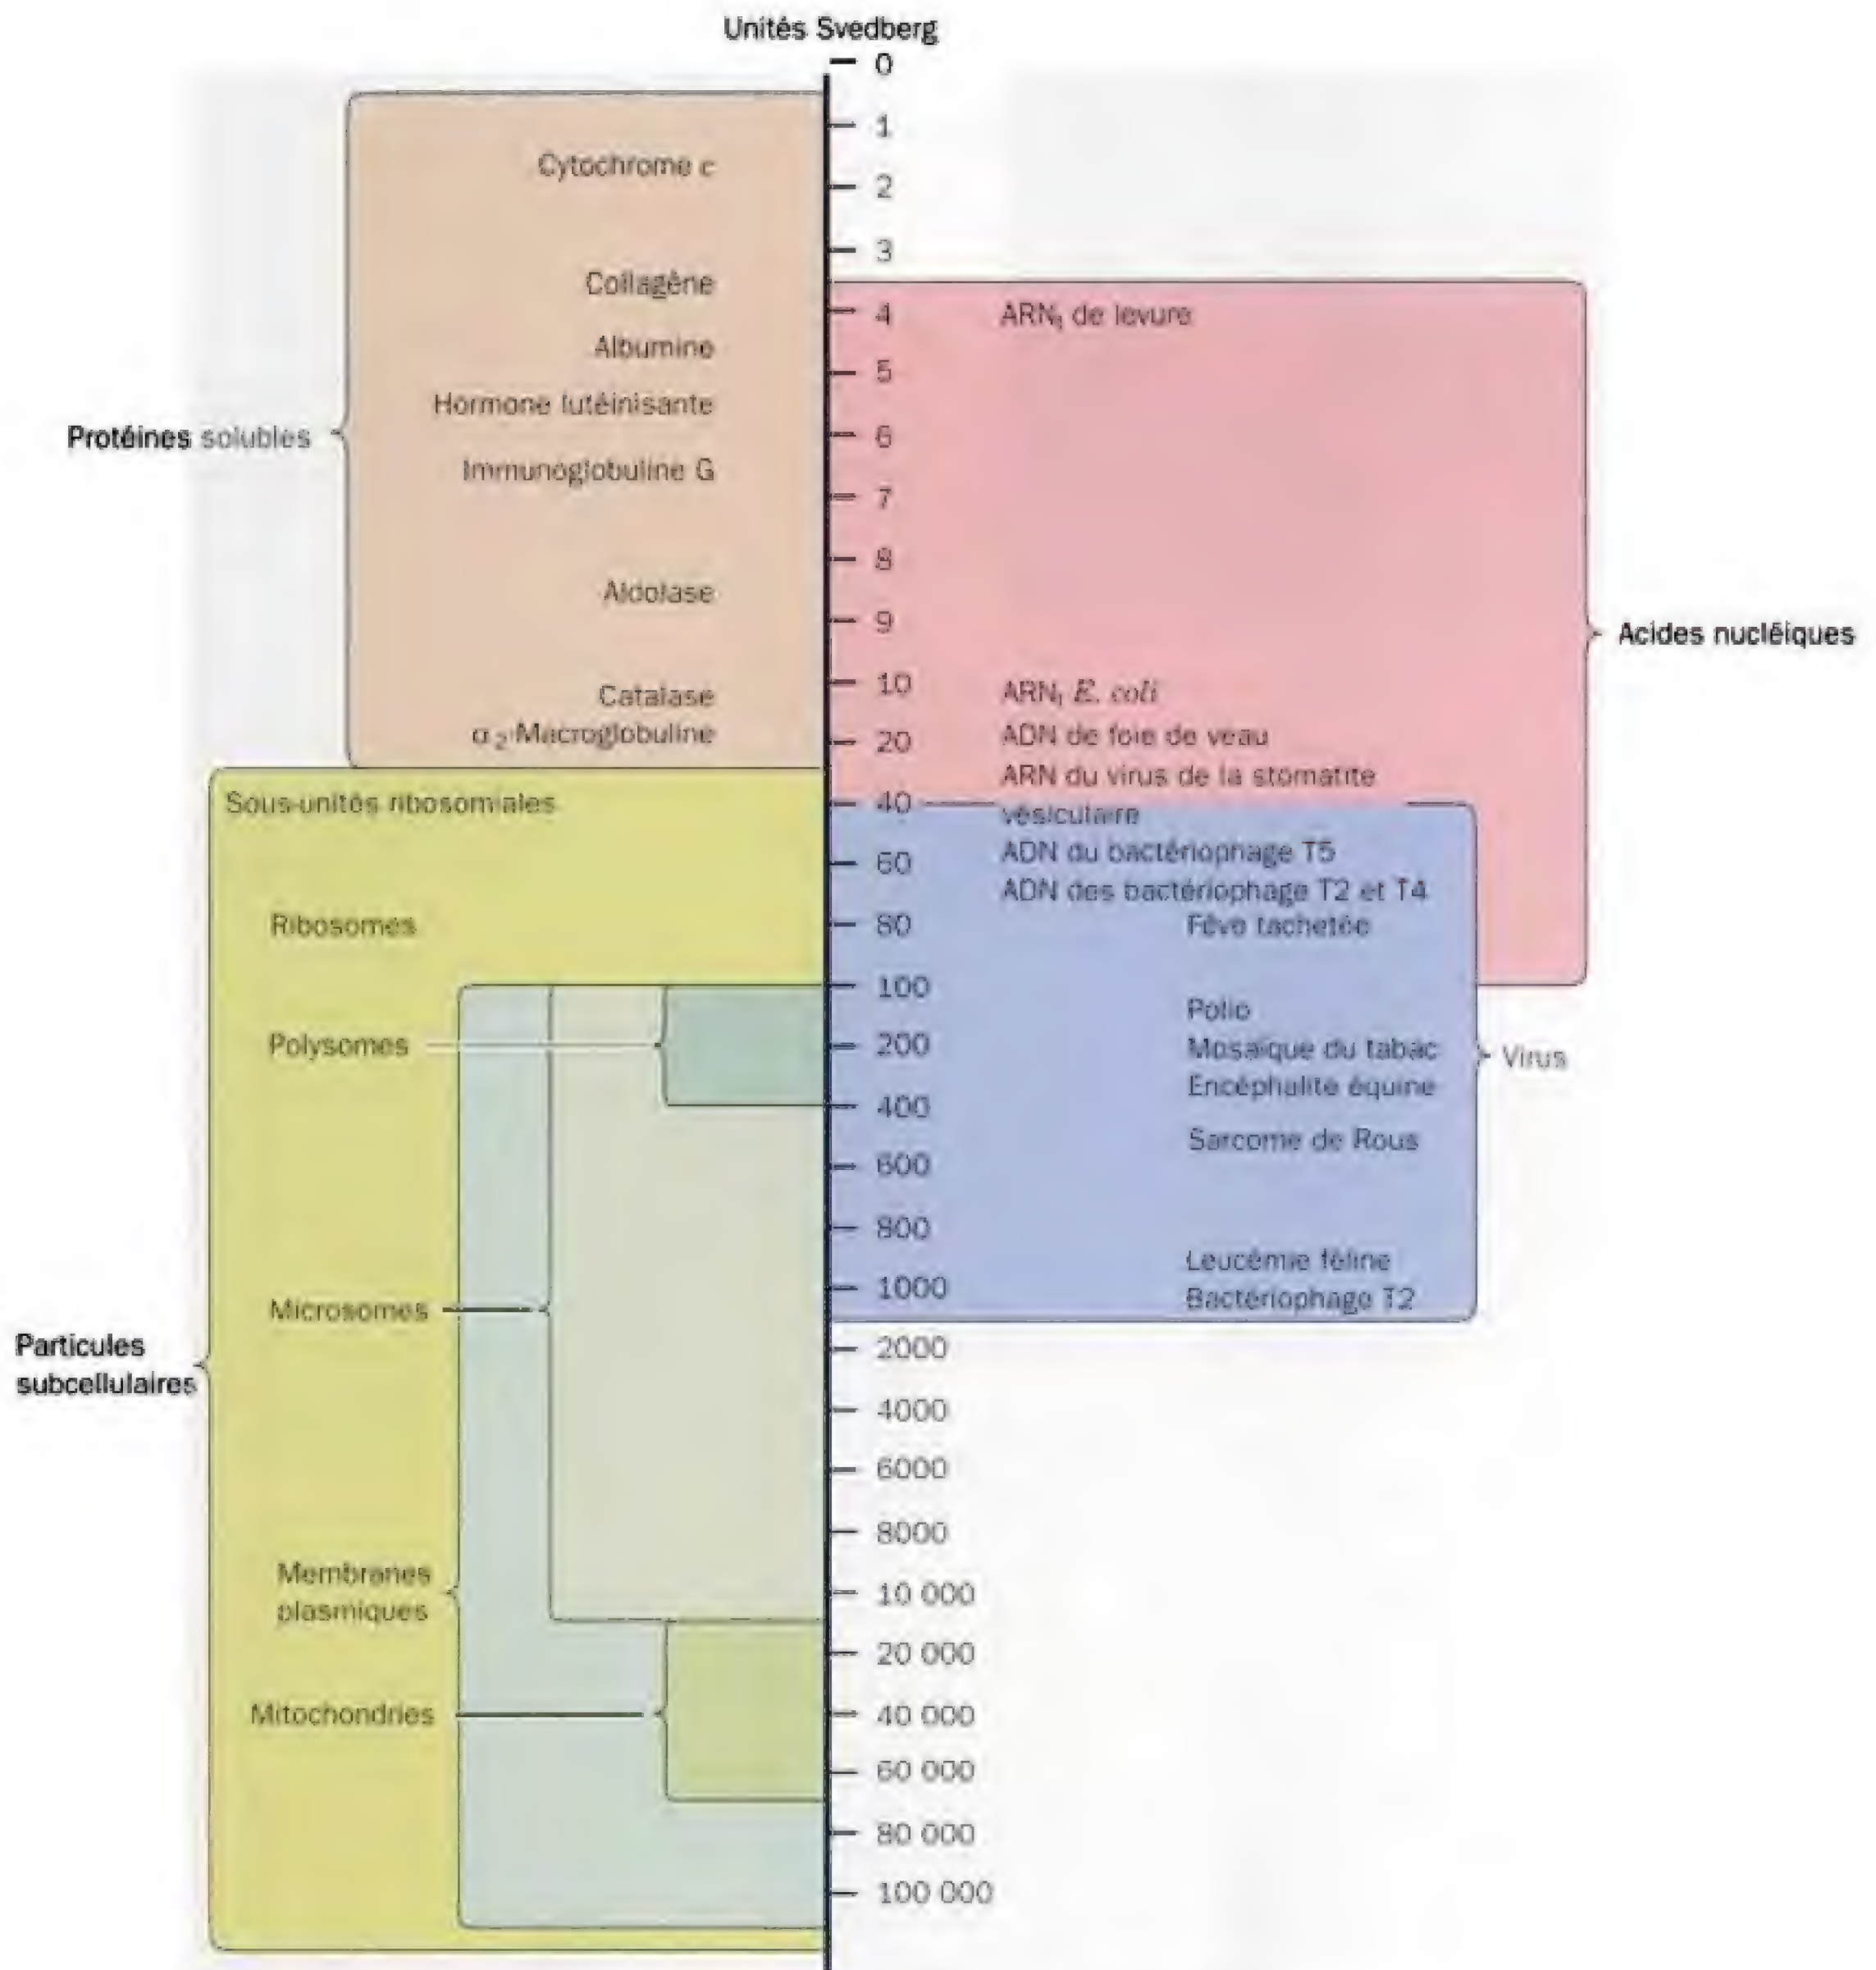 Unités Svedberg
0
1
2
3
4
5
6
7
8
9
10
20
40
60
80
100
200
400
600
800
1000
2000
4000
6000
8000
10 000
20 000
40 000
60 000
80 000
100 000
Protéines solubles
Cytochrome c
Collagène
Albumine
Hormone lutéinisante
Immunoglobuline G
Aldolase
Catalase
α2-Macroglobuline
Particules
subcellulaires
Sous-unités ribosomiales
Ribosomes
Polysomes
Microsomes
Membranes
plasmiques
Mitochondries
Acides nucléiques
ARNt de levure
ARNt E. coli
ADN de foie de veau
ARN du virus de la stomatite
vésiculaire
ADN du bactériophage T5
ADN des bactériophage T2 et T4
Virus
Fève tachetée
Polio
Mosaïque du tabac
Encéphalite équine
Sarcome de Rous
Leucémie féline
Bactériophage T2